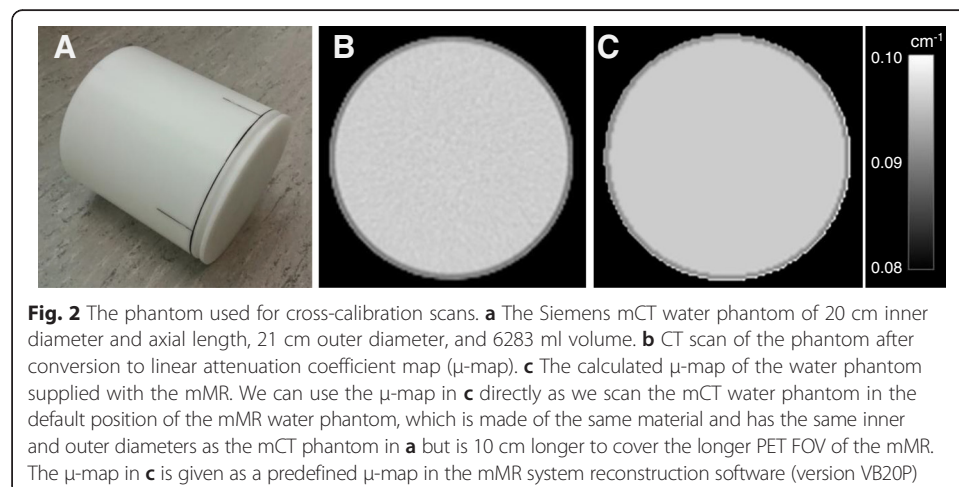 A
B
C
cm-1
0.10
0.09
0.08
Fig. 2 The phantom used for cross-calibration scans. a The Siemens mCT water phantom of 20 cm inner
diameter and axial length, 21 cm outer diameter, and 6283 ml volume. b CT scan of the phantom after
conversion to linear attenuation coefficient map (μ-map). c The calculated μ-map of the water phantom
supplied with the mMR. We can use the μ-map in c directly as we scan the mCT water phantom in the
default position of the mMR water phantom, which is made of the same material and has the same inner
and outer diameters as the mCT phantom in a but is 10 cm longer to cover the longer PET FOV of the mMR.
The μ-map in c is given as a predefined μ-map in the mMR system reconstruction software (version VB20P)